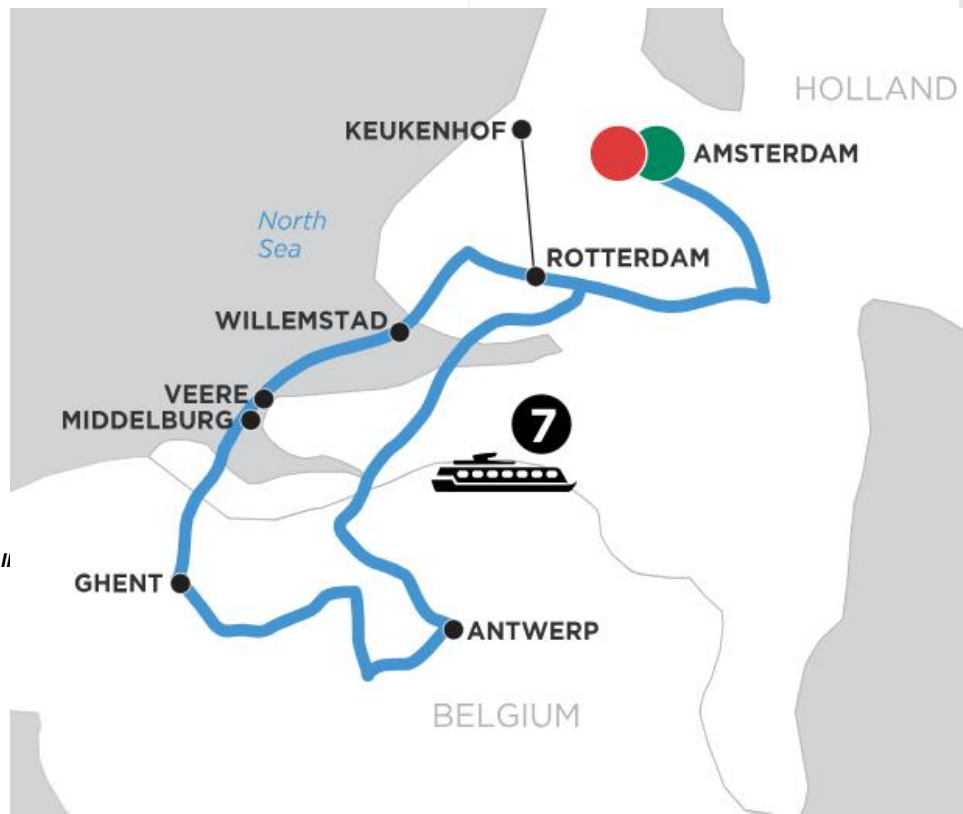 HOLLAND
KEUKENHOF
AMSTERDAM
North
Sea
ROTTERDAM
WILLEMSTAD
VEERE
MIDDELBURG
7
GHENT
ANTWERP
BELGIUM